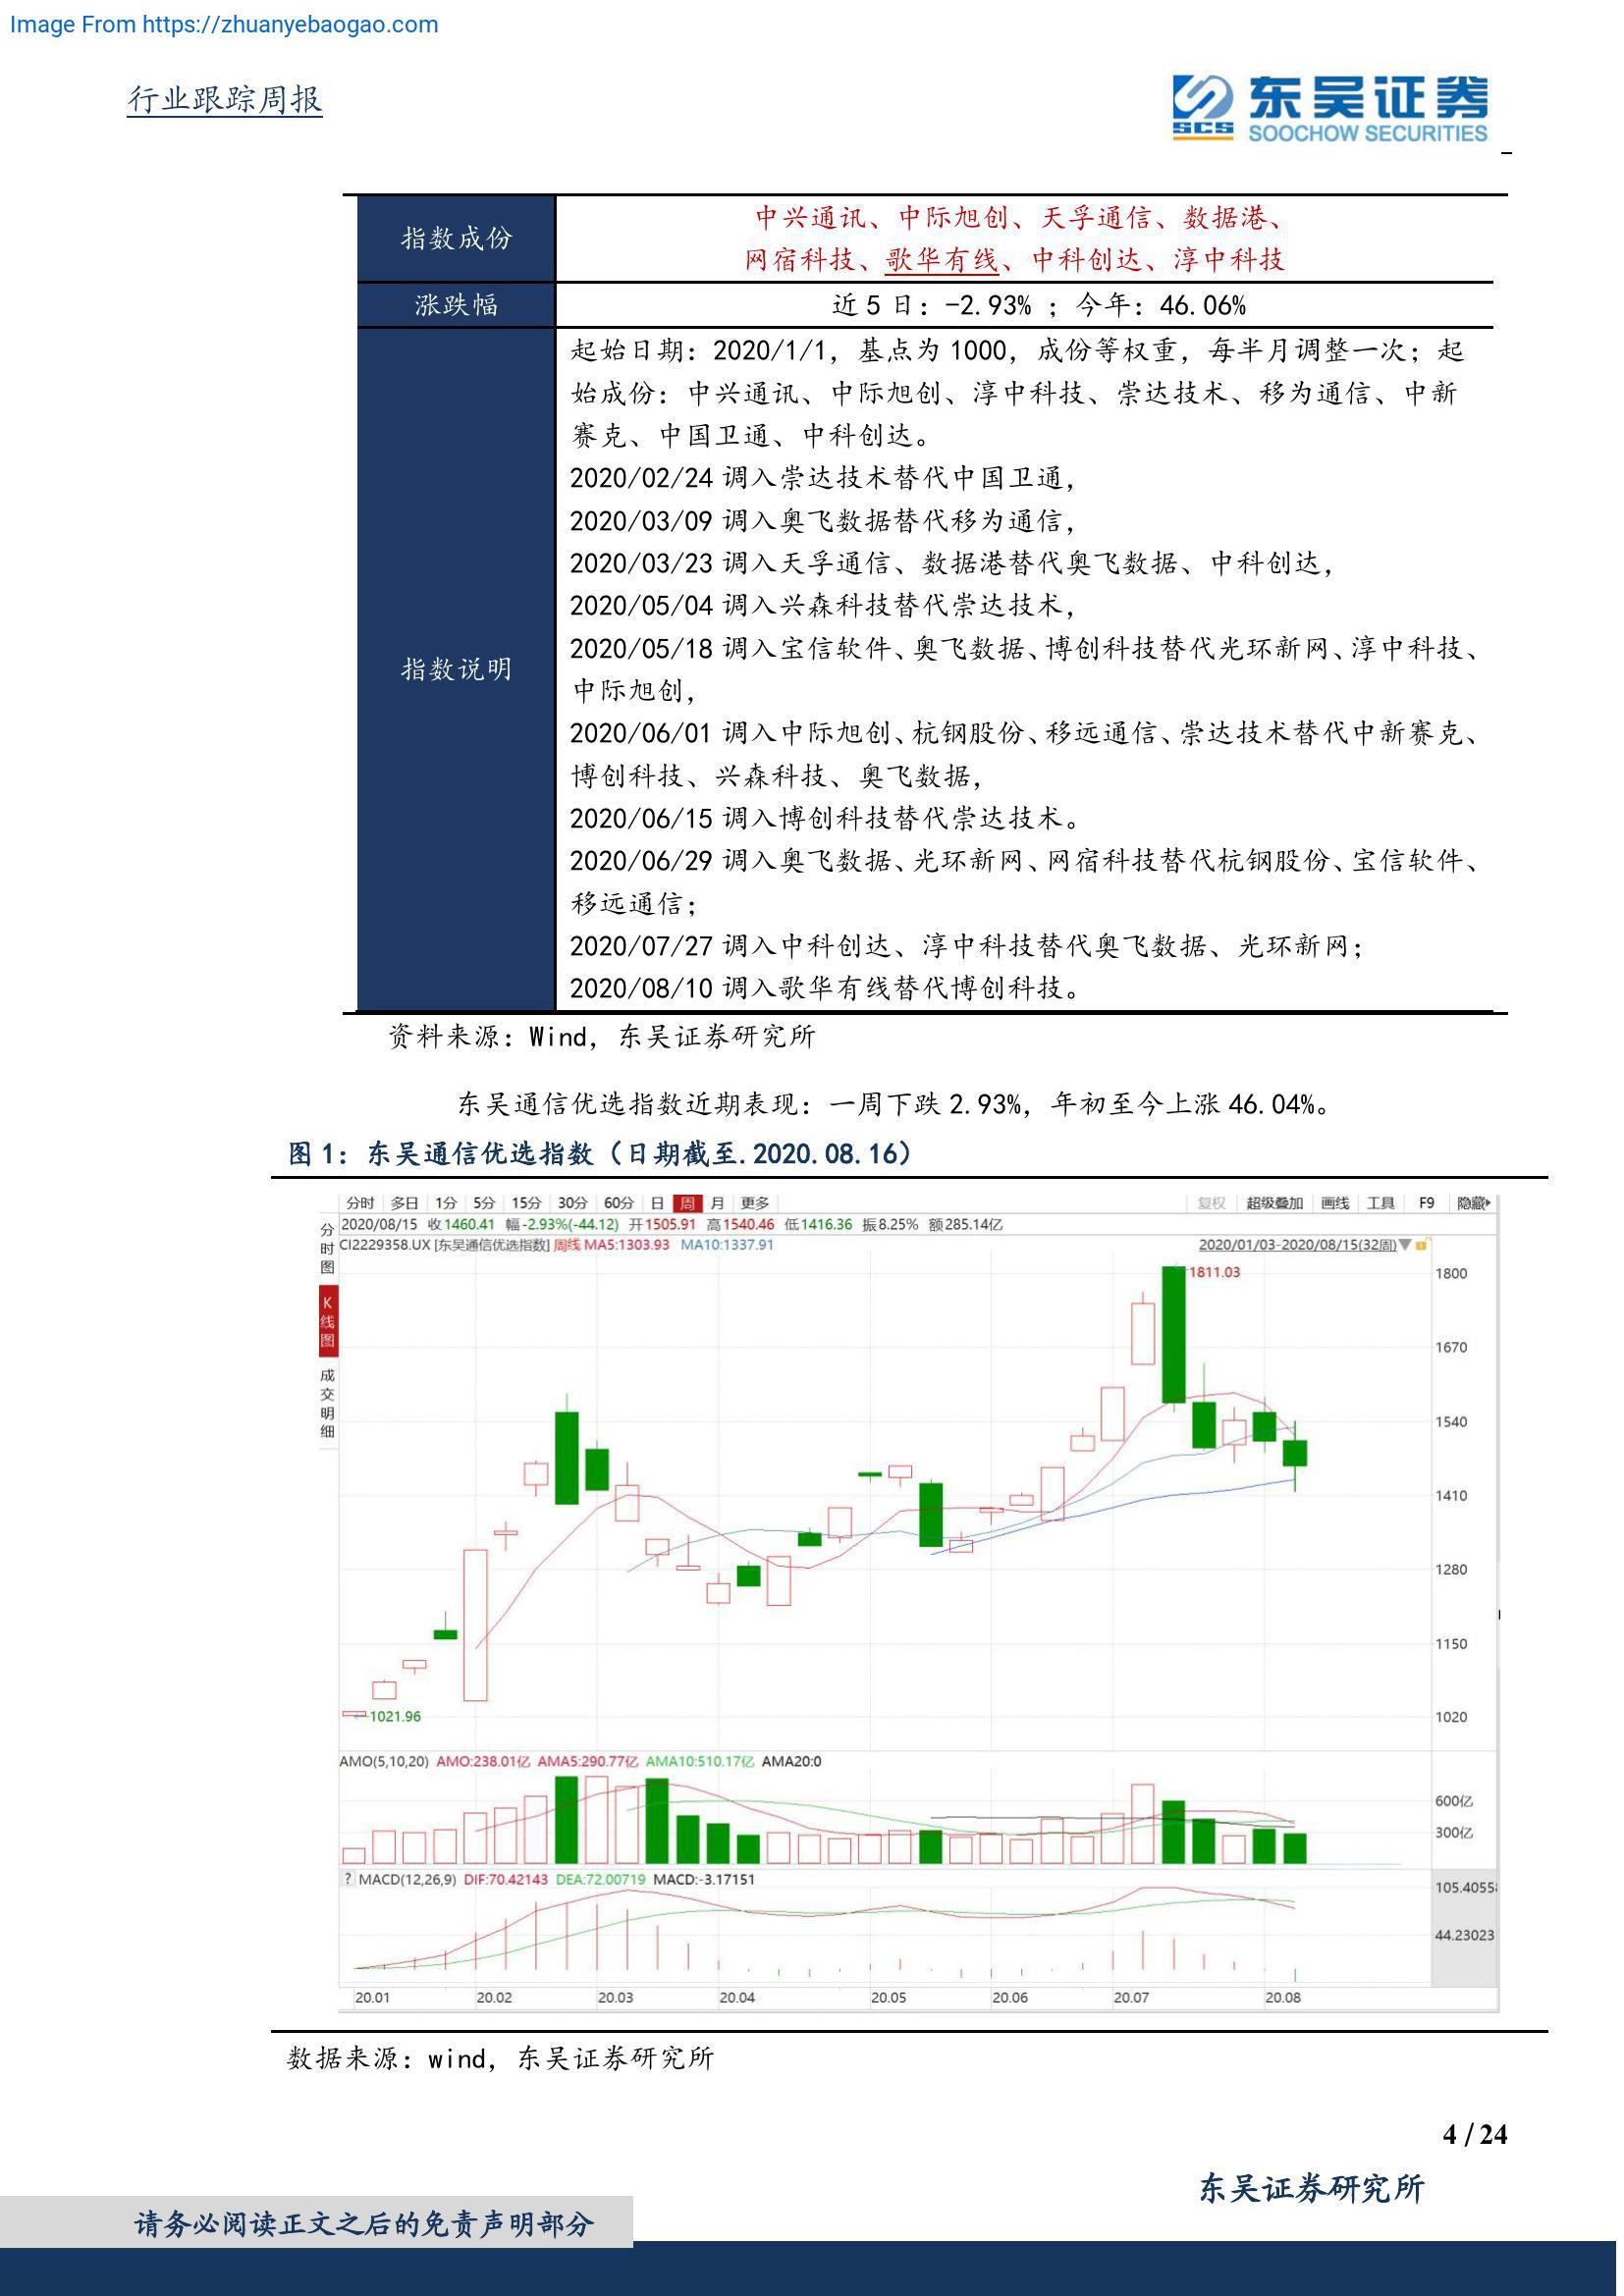 Image From https://zhuanyebaogao.com
行业跟踪周报
东吴证券
SCS
SOOCHOW SECURITIES
指数成份
中兴通讯、中际旭创、天孚通信、数据港、
网宿科技、歌华有线、中科创达、淳中科技
涨跌幅
近 5 日：-2.93% ；今年：46.06%
指数说明
起始日期：2020/1/1，基点为 1000，成份等权重，每半月调整一次；起
始成份：中兴通讯、中际旭创、淳中科技、崇达技术、移为通信、中新
赛克、中国卫通、中科创达。
2020/02/24 调入崇达技术替代中国卫通，
2020/03/09 调入奥飞数据替代移为通信，
2020/03/23 调入天孚通信、数据港替代奥飞数据、中科创达，
2020/05/04 调入兴森科技替代崇达技术，
2020/05/18 调入宝信软件、奥飞数据、博创科技替代光环新网、淳中科技、
中际旭创，
2020/06/01 调入中际旭创、杭钢股份、移远通信、崇达技术替代中新赛克、
博创科技、兴森科技、奥飞数据，
2020/06/15 调入博创科技替代崇达技术。
2020/06/29 调入奥飞数据、光环新网、网宿科技替代杭钢股份、宝信软件、
移远通信；
2020/07/27 调入中科创达、淳中科技替代奥飞数据、光环新网；
2020/08/10 调入歌华有线替代博创科技。
资料来源：Wind，东吴证券研究所
东吴通信优选指数近期表现：一周下跌 2.93%，年初至今上涨 46.04%。
图 1：东吴通信优选指数（日期截至.2020.08.16）
分时 多日 1分 5分 15分 30分 60分 日 周 月 更多 复权 超级叠加 画线 工具 F9 隐藏
2020/08/15 收1460.41 幅-2.93%(-44.12) 开1505.91 高1540.46 低1416.36 振8.25% 额285.14亿
CI2229358.UX [东吴通信优选指数] 周线 MA5:1303.93 MA10:1337.91 2020/01/03-2020/08/15(32周)
分时图
K线图
成交明细
1811.03
1800
1670
1540
1410
1280
1150
1021.96
1020
AMO(5,10,20) AMO:238.01亿 AMA5:290.77亿 AMA10:510.17亿 AMA20:0
600亿
300亿
? MACD(12,26,9) DIF:70.42143 DEA:72.00719 MACD:-3.17151
105.4055
44.23023
20.01 20.02 20.03 20.04 20.05 20.06 20.07 20.08
数据来源：wind，东吴证券研究所
4 / 24
东吴证券研究所
请务必阅读正文之后的免责声明部分